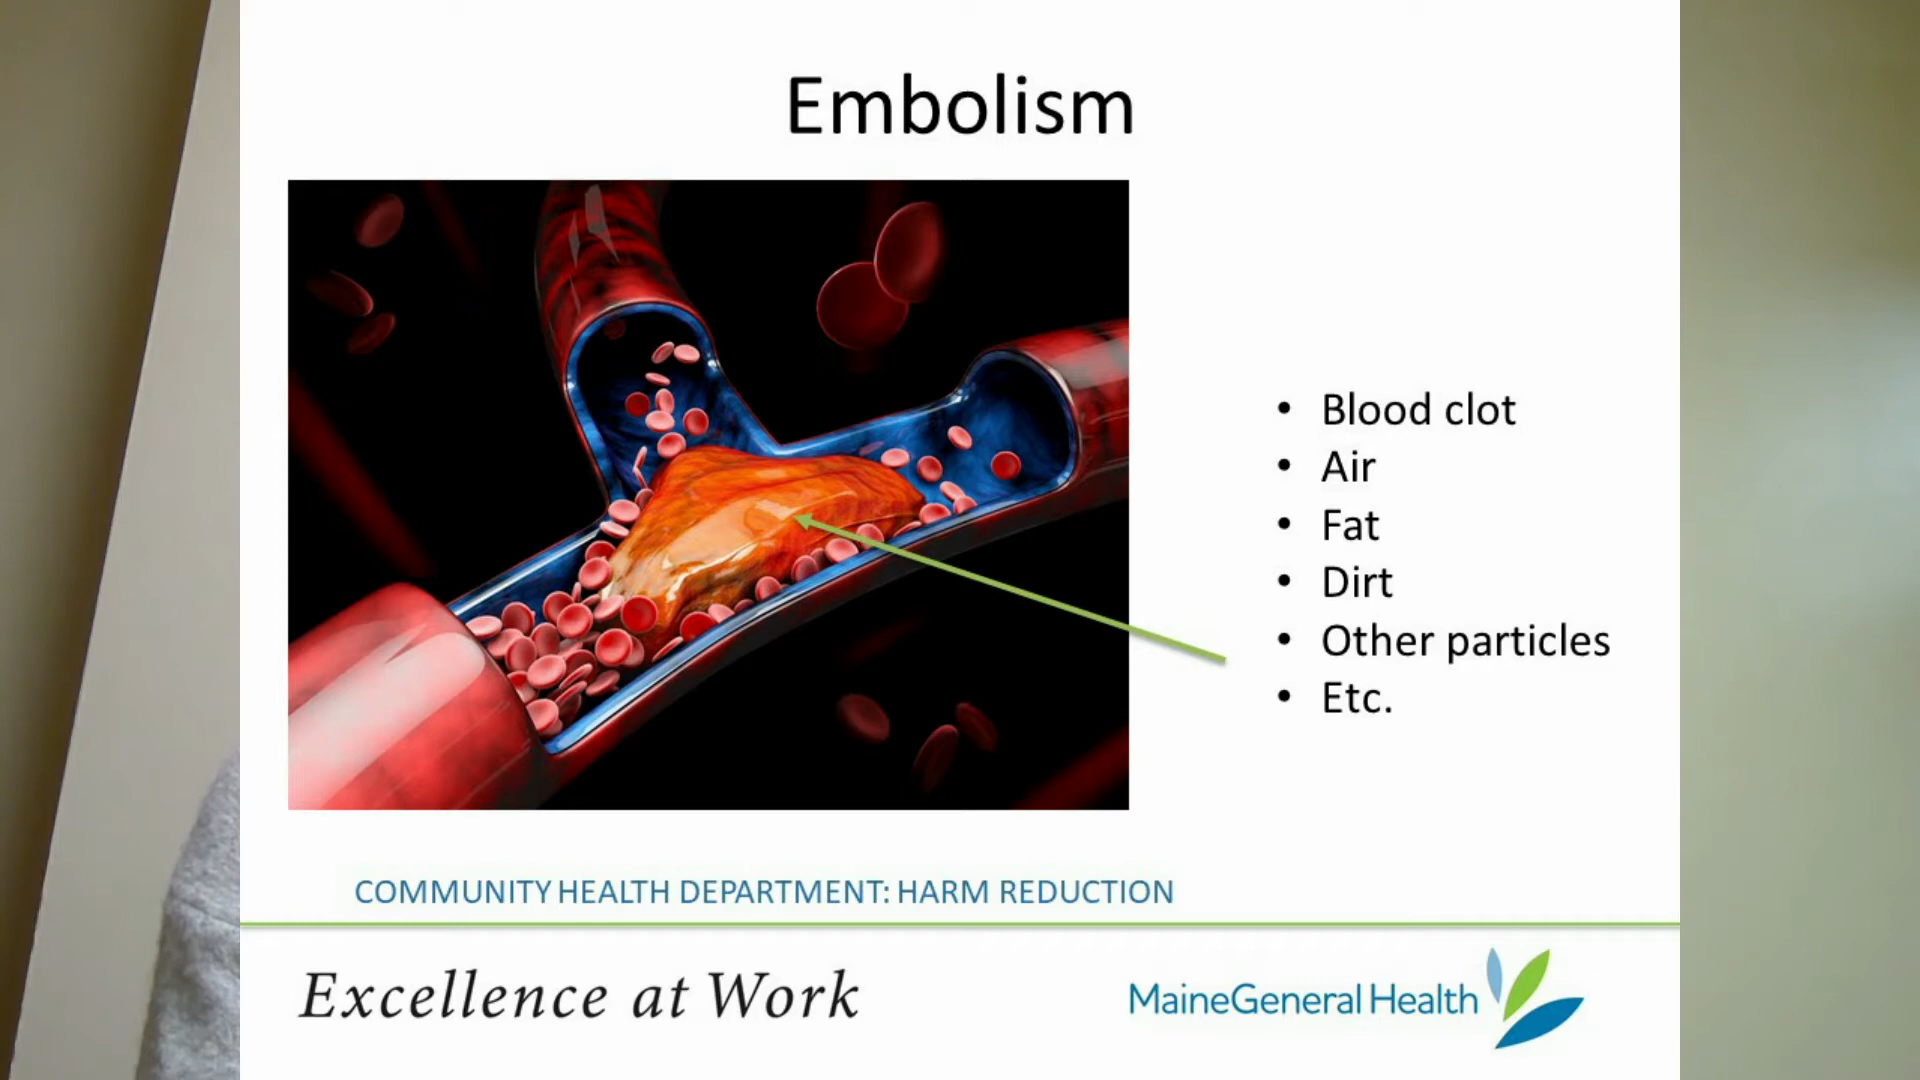 Embolism
• Blood clot
• Air
• Fat
• Dirt
• Other particles
• Etc.
COMMUNITY HEALTH DEPARTMENT: HARM REDUCTION
Excellence at Work
MaineGeneral Health